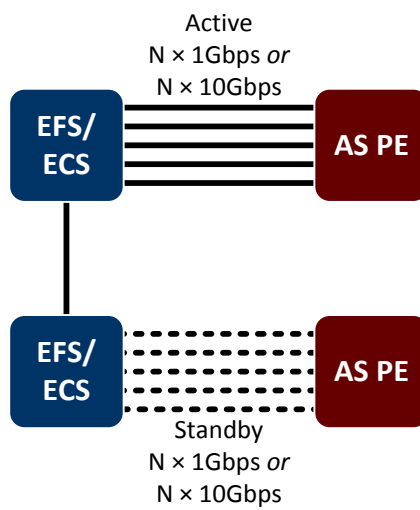 Active
N × 1Gbps or
N × 10Gbps
EFS/
ECS
AS PE
EFS/
ECS
AS PE
Standby
N × 1Gbps or
N × 10Gbps